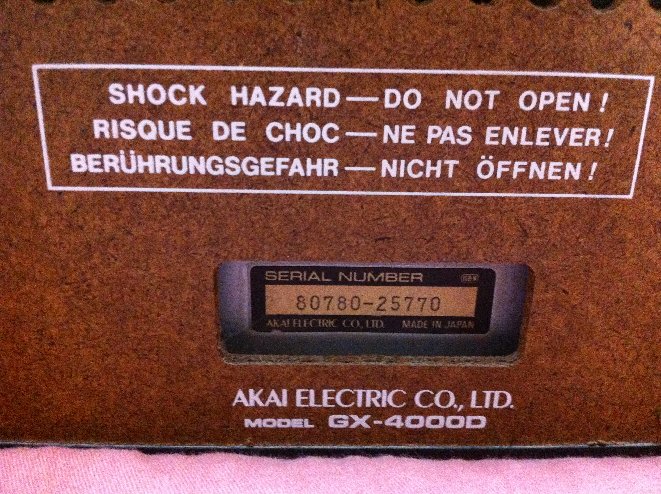 SHOCK HAZARD — DO NOT OPEN !
RISQUE DE CHOC — NE PAS ENLEVER !
BERÜHRUNGSGEFAHR — NICHT ÖFFNEN !
SERIAL NUMBER
80780-25770
AKAI ELECTRIC CO., LTD. MADE IN JAPAN
AKAI ELECTRIC CO., LTD.
MODEL GX-4000D